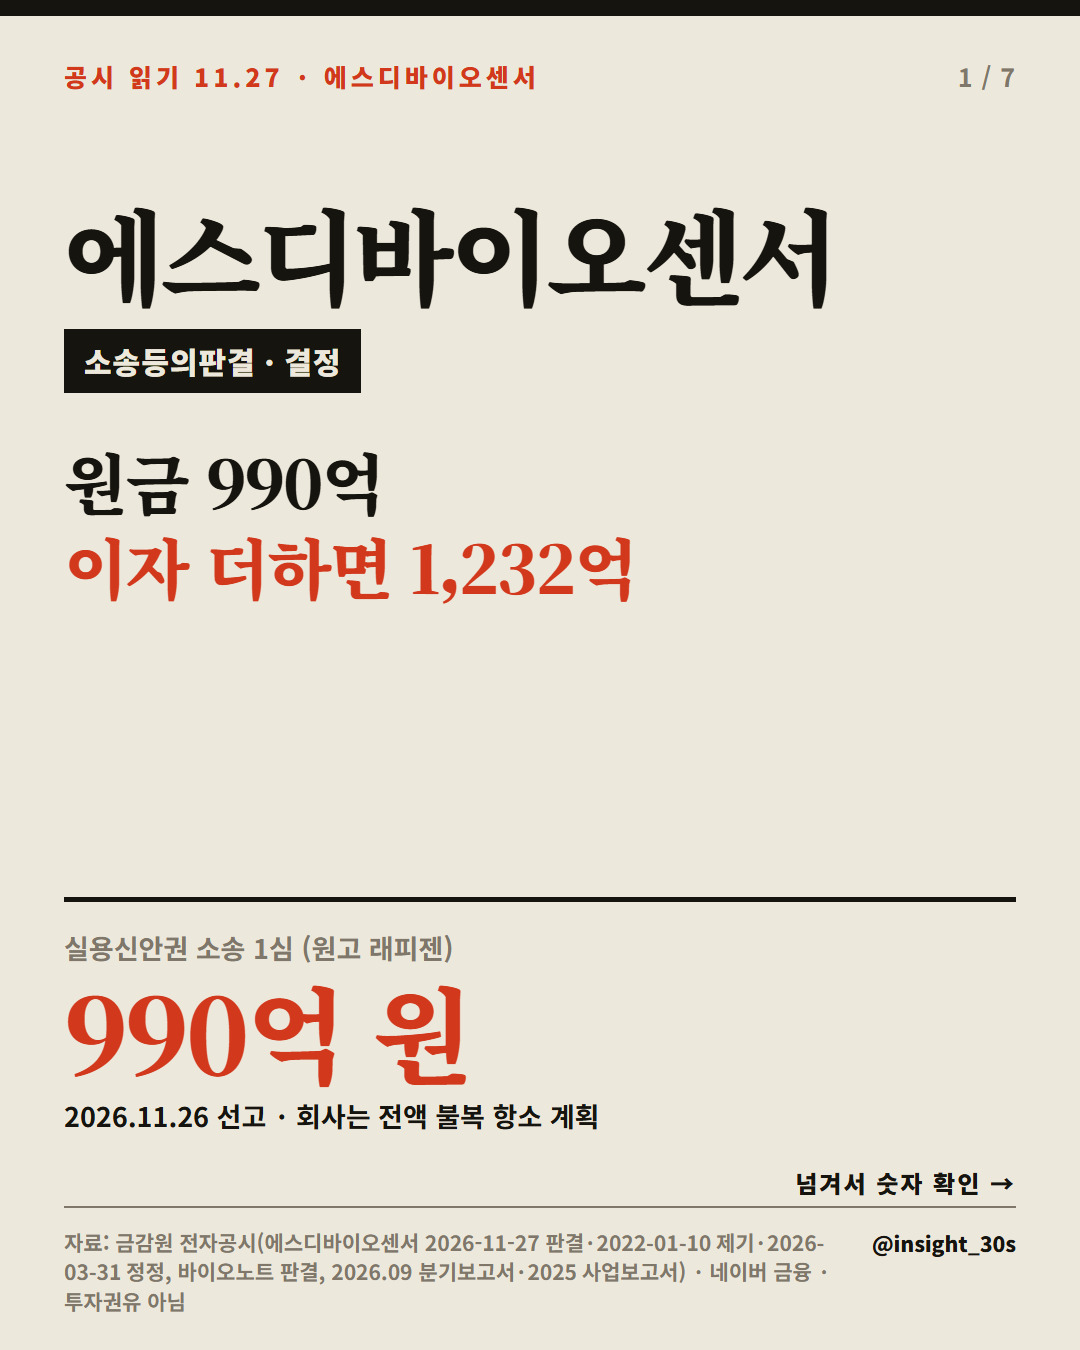 공시 읽기 11.27 · 에스디바이오센서
1 / 7
에스디바이오센서
소송등의판결 · 결정
원금 990억
이자 더하면 1,232억
실용신안권 소송 1심 (원고 래피젠)
990억 원
2026.11.26 선고 · 회사는 전액 불복 항소 계획
넘겨서 숫자 확인 →
자료: 금감원 전자공시(에스디바이오센서 2026-11-27 판결·2022-01-10 제기·2026-
03-31 정정, 바이오노트 판결, 2026.09 분기보고서·2025 사업보고서) · 네이버 금융 ·
투자권유 아님
@insight_30s